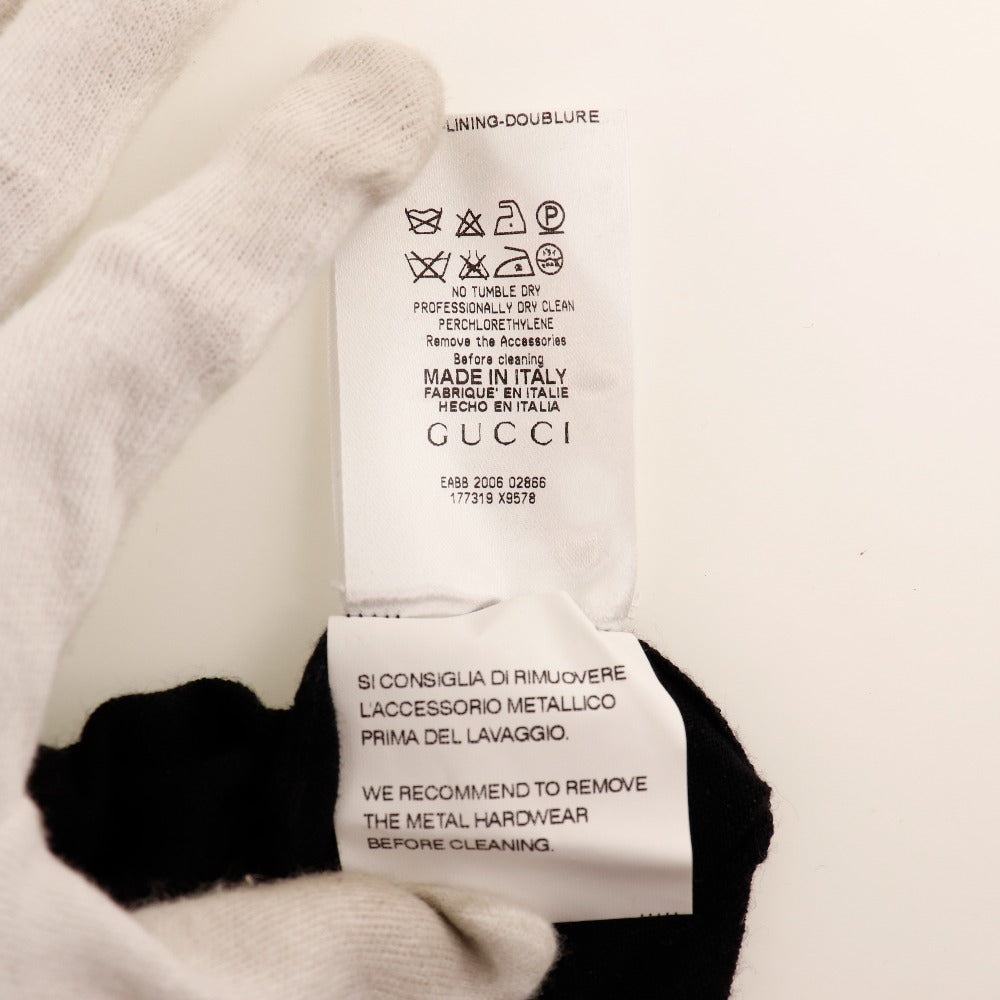 LINING-DOUBLURE
P
NO TUMBLE DRY
PROFESSIONALLY DRY CLEAN
PERCHLORETHYLENE
Remove the Accessories
Before cleaning
MADE IN ITALY
FABRIQUE' EN ITALIE
HECHO EN ITALIA
GUCCI
EABB 2006 02866
177319 X9578
SI CONSIGLIA DI RIMUOVERE
L'ACCESSORIO METALLICO
PRIMA DEL LAVAGGIO.
WE RECOMMEND TO REMOVE
THE METAL HARDWEAR
BEFORE CLEANING.